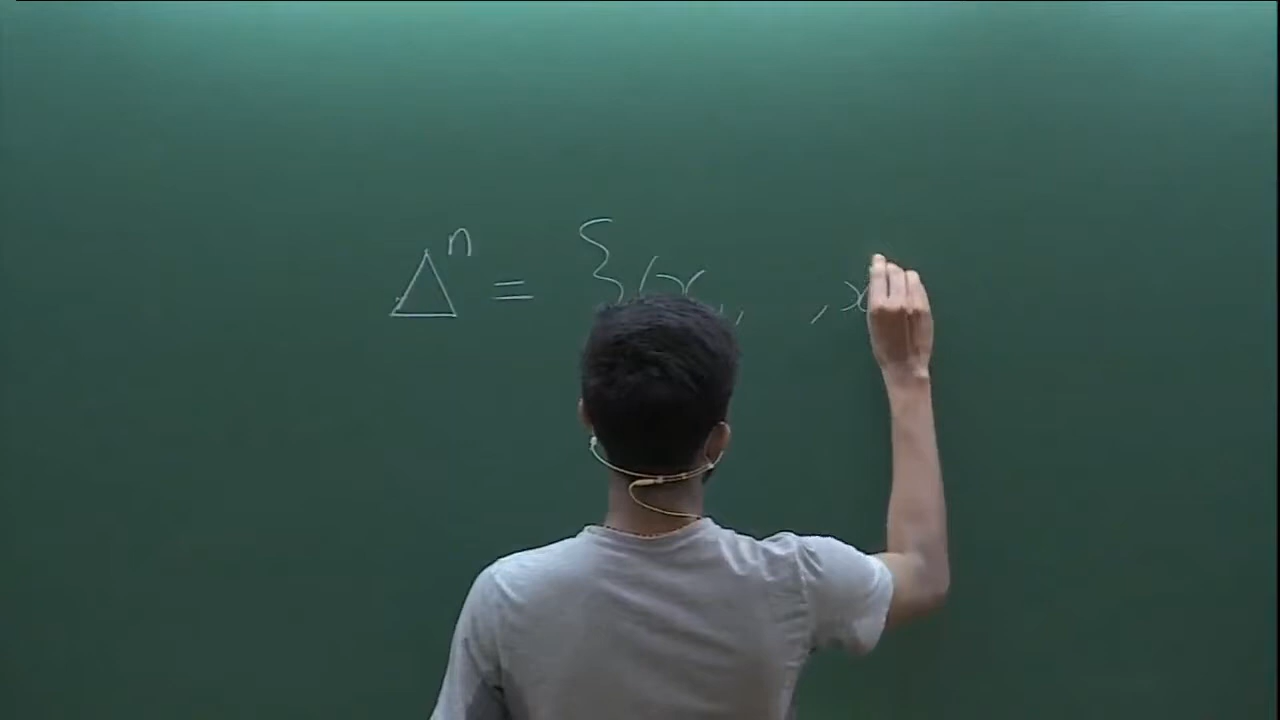 Δⁿ = { (x , , x